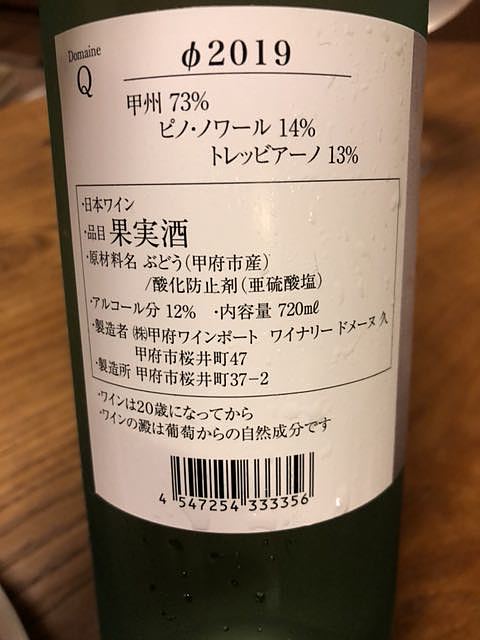 Domaine
Q
φ2019
甲州 73%
ピノ・ノワール 14%
トレッビアーノ 13%
・日本ワイン
・品目 果実酒
・原材料名 ぶどう(甲府市産)
/酸化防止剤(亜硫酸塩)
・アルコール分 12% ・内容量 720㎖
・製造者 ㈱甲府ワインポート ワイナリー ドメーヌ 久
甲府市桜井町47
・製造所 甲府市桜井町37-2
・ワインは20歳になってから
・ワインの澱は葡萄からの自然成分です
4 547254 333356